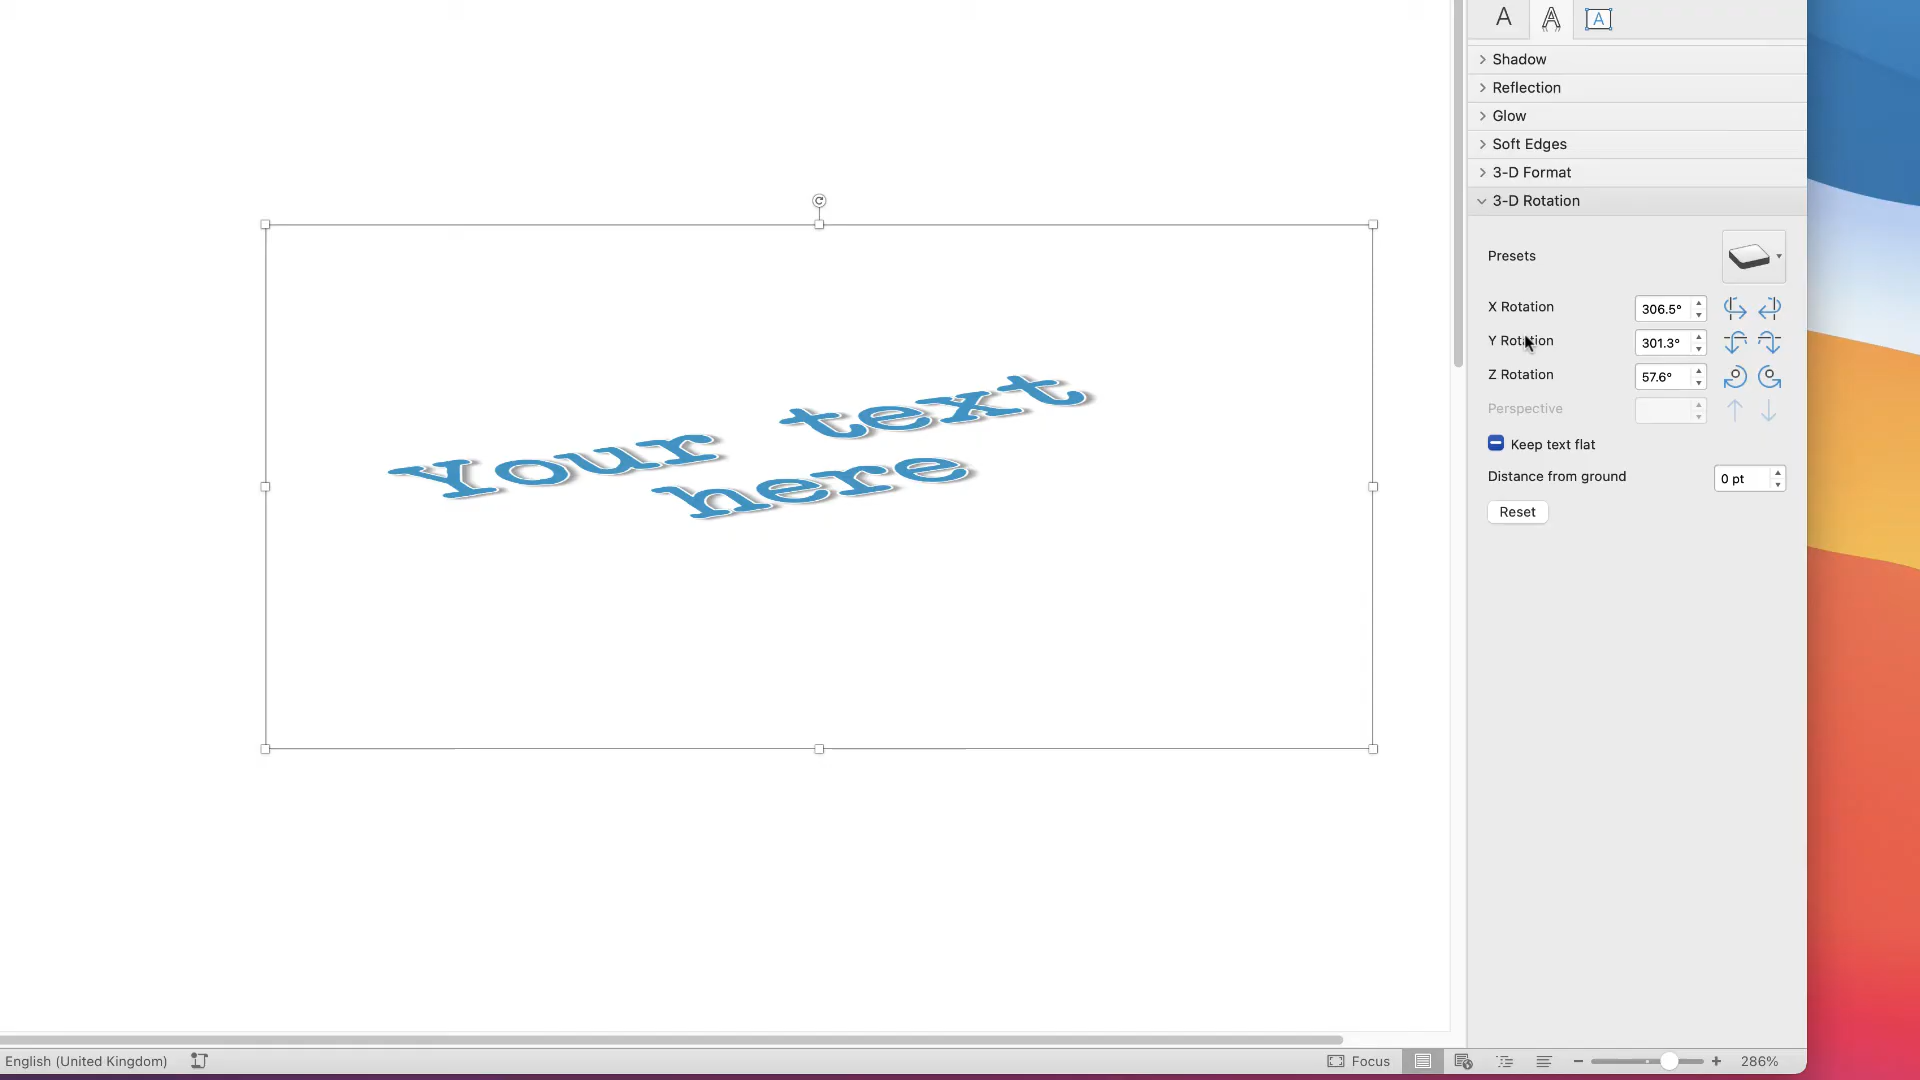 A A A
Shadow
Reflection
Glow
Soft Edges
3-D Format
3-D Rotation
Presets
X Rotation 306.5°
Y Rotation 301.3°
Z Rotation 57.6°
Perspective
Keep text flat
Distance from ground 0 pt
Reset
Your text
here
English (United Kingdom) Focus 286%